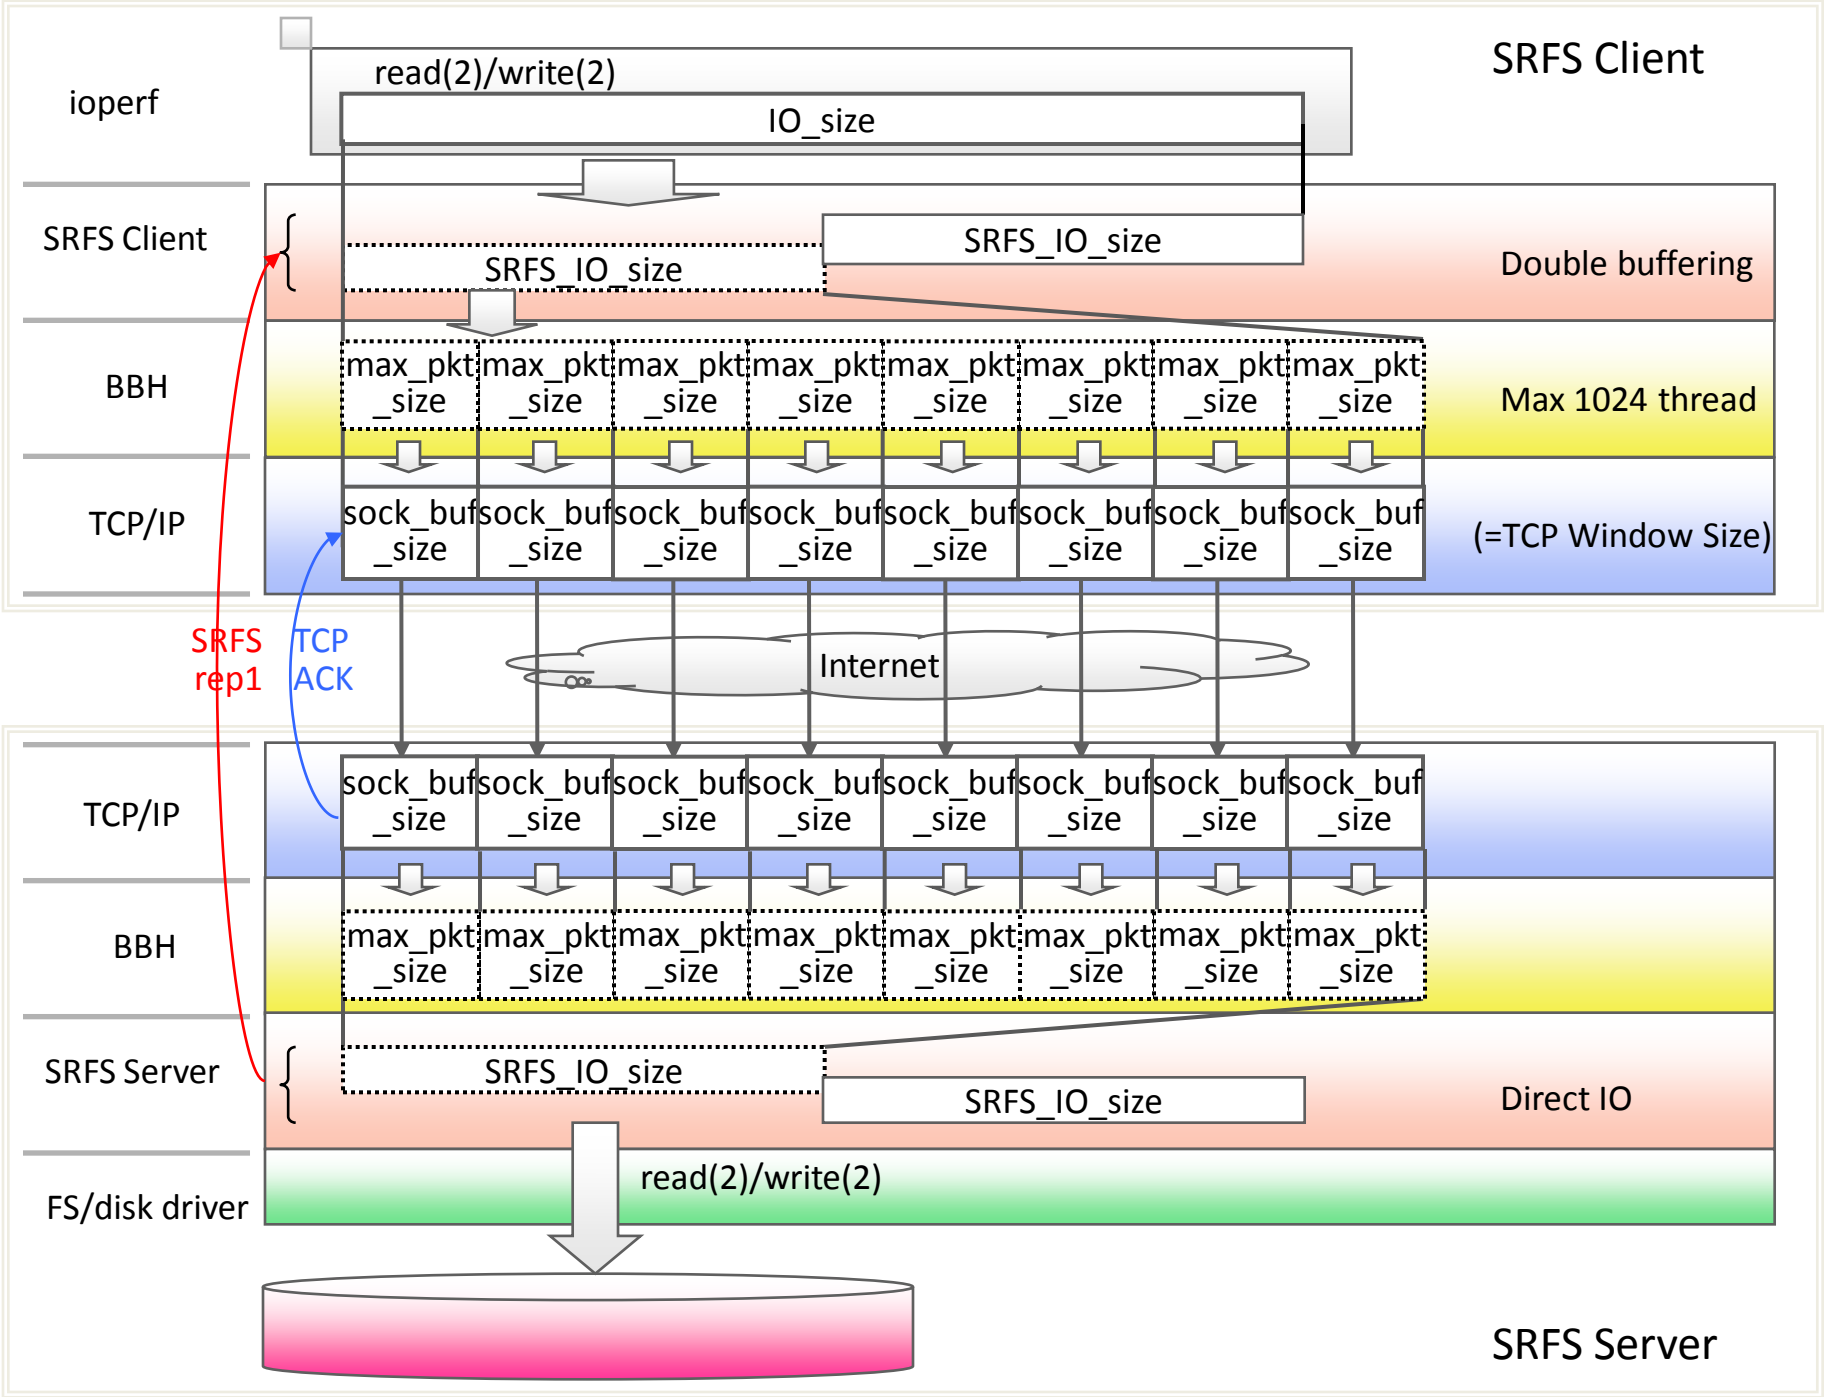 SRFS Client
read(2)/write(2)
ioperf
IO_size
SRFS Client
SRFS_IO_size
SRFS_IO_size
Double buffering
max_pkt max_pkt max_pkt max_pkt max_pkt max_pkt max_pkt max_pkt
_size _size _size _size _size _size _size _size
BBH
Max 1024 thread
sock_buf sock_buf sock_buf sock_buf sock_buf sock_buf sock_buf sock_buf
_size _size _size _size _size _size _size _size
TCP/IP
(=TCP Window Size)
SRFS
rep1
TCP
ACK
Internet
sock_buf sock_buf sock_buf sock_buf sock_buf sock_buf sock_buf sock_buf
_size _size _size _size _size _size _size _size
TCP/IP
max_pkt max_pkt max_pkt max_pkt max_pkt max_pkt max_pkt max_pkt
_size _size _size _size _size _size _size _size
BBH
SRFS Server
SRFS_IO_size
SRFS_IO_size
Direct IO
read(2)/write(2)
FS/disk driver
SRFS Server